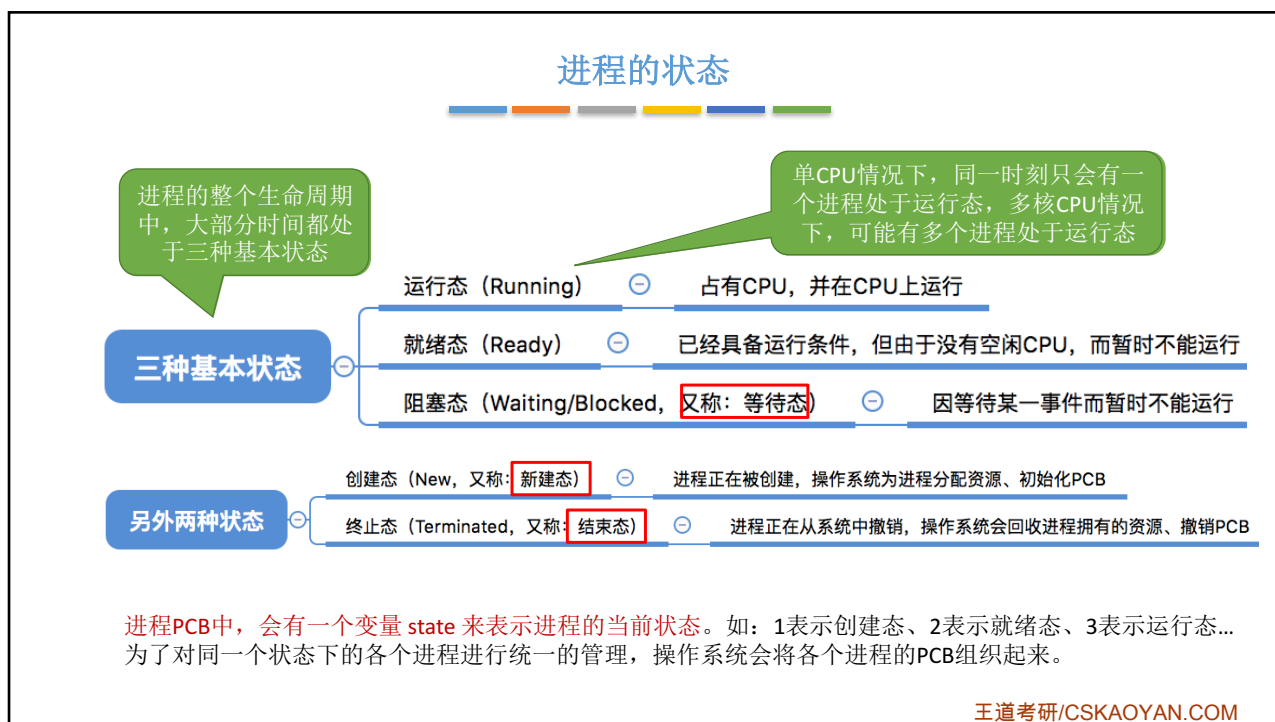 进程的状态
进程的整个生命周期
中，大部分时间都处
于三种基本状态
单CPU情况下，同一时刻只会有一
个进程处于运行态，多核CPU情况
下，可能有多个进程处于运行态
三种基本状态
运行态（Running）
占有CPU，并在CPU上运行
就绪态（Ready）
已经具备运行条件，但由于没有空闲CPU，而暂时不能运行
阻塞态（Waiting/Blocked，又称：等待态）
因等待某一事件而暂时不能运行
另外两种状态
创建态（New，又称：新建态）
进程正在被创建，操作系统为进程分配资源、初始化PCB
终止态（Terminated，又称：结束态）
进程正在从系统中撤销，操作系统会回收进程拥有的资源、撤销PCB
进程PCB中，会有一个变量 state 来表示进程的当前状态。如：1表示创建态、2表示就绪态、3表示运行态…
为了对同一个状态下的各个进程进行统一的管理，操作系统会将各个进程的PCB组织起来。
王道考研/CSKAOYAN.COM